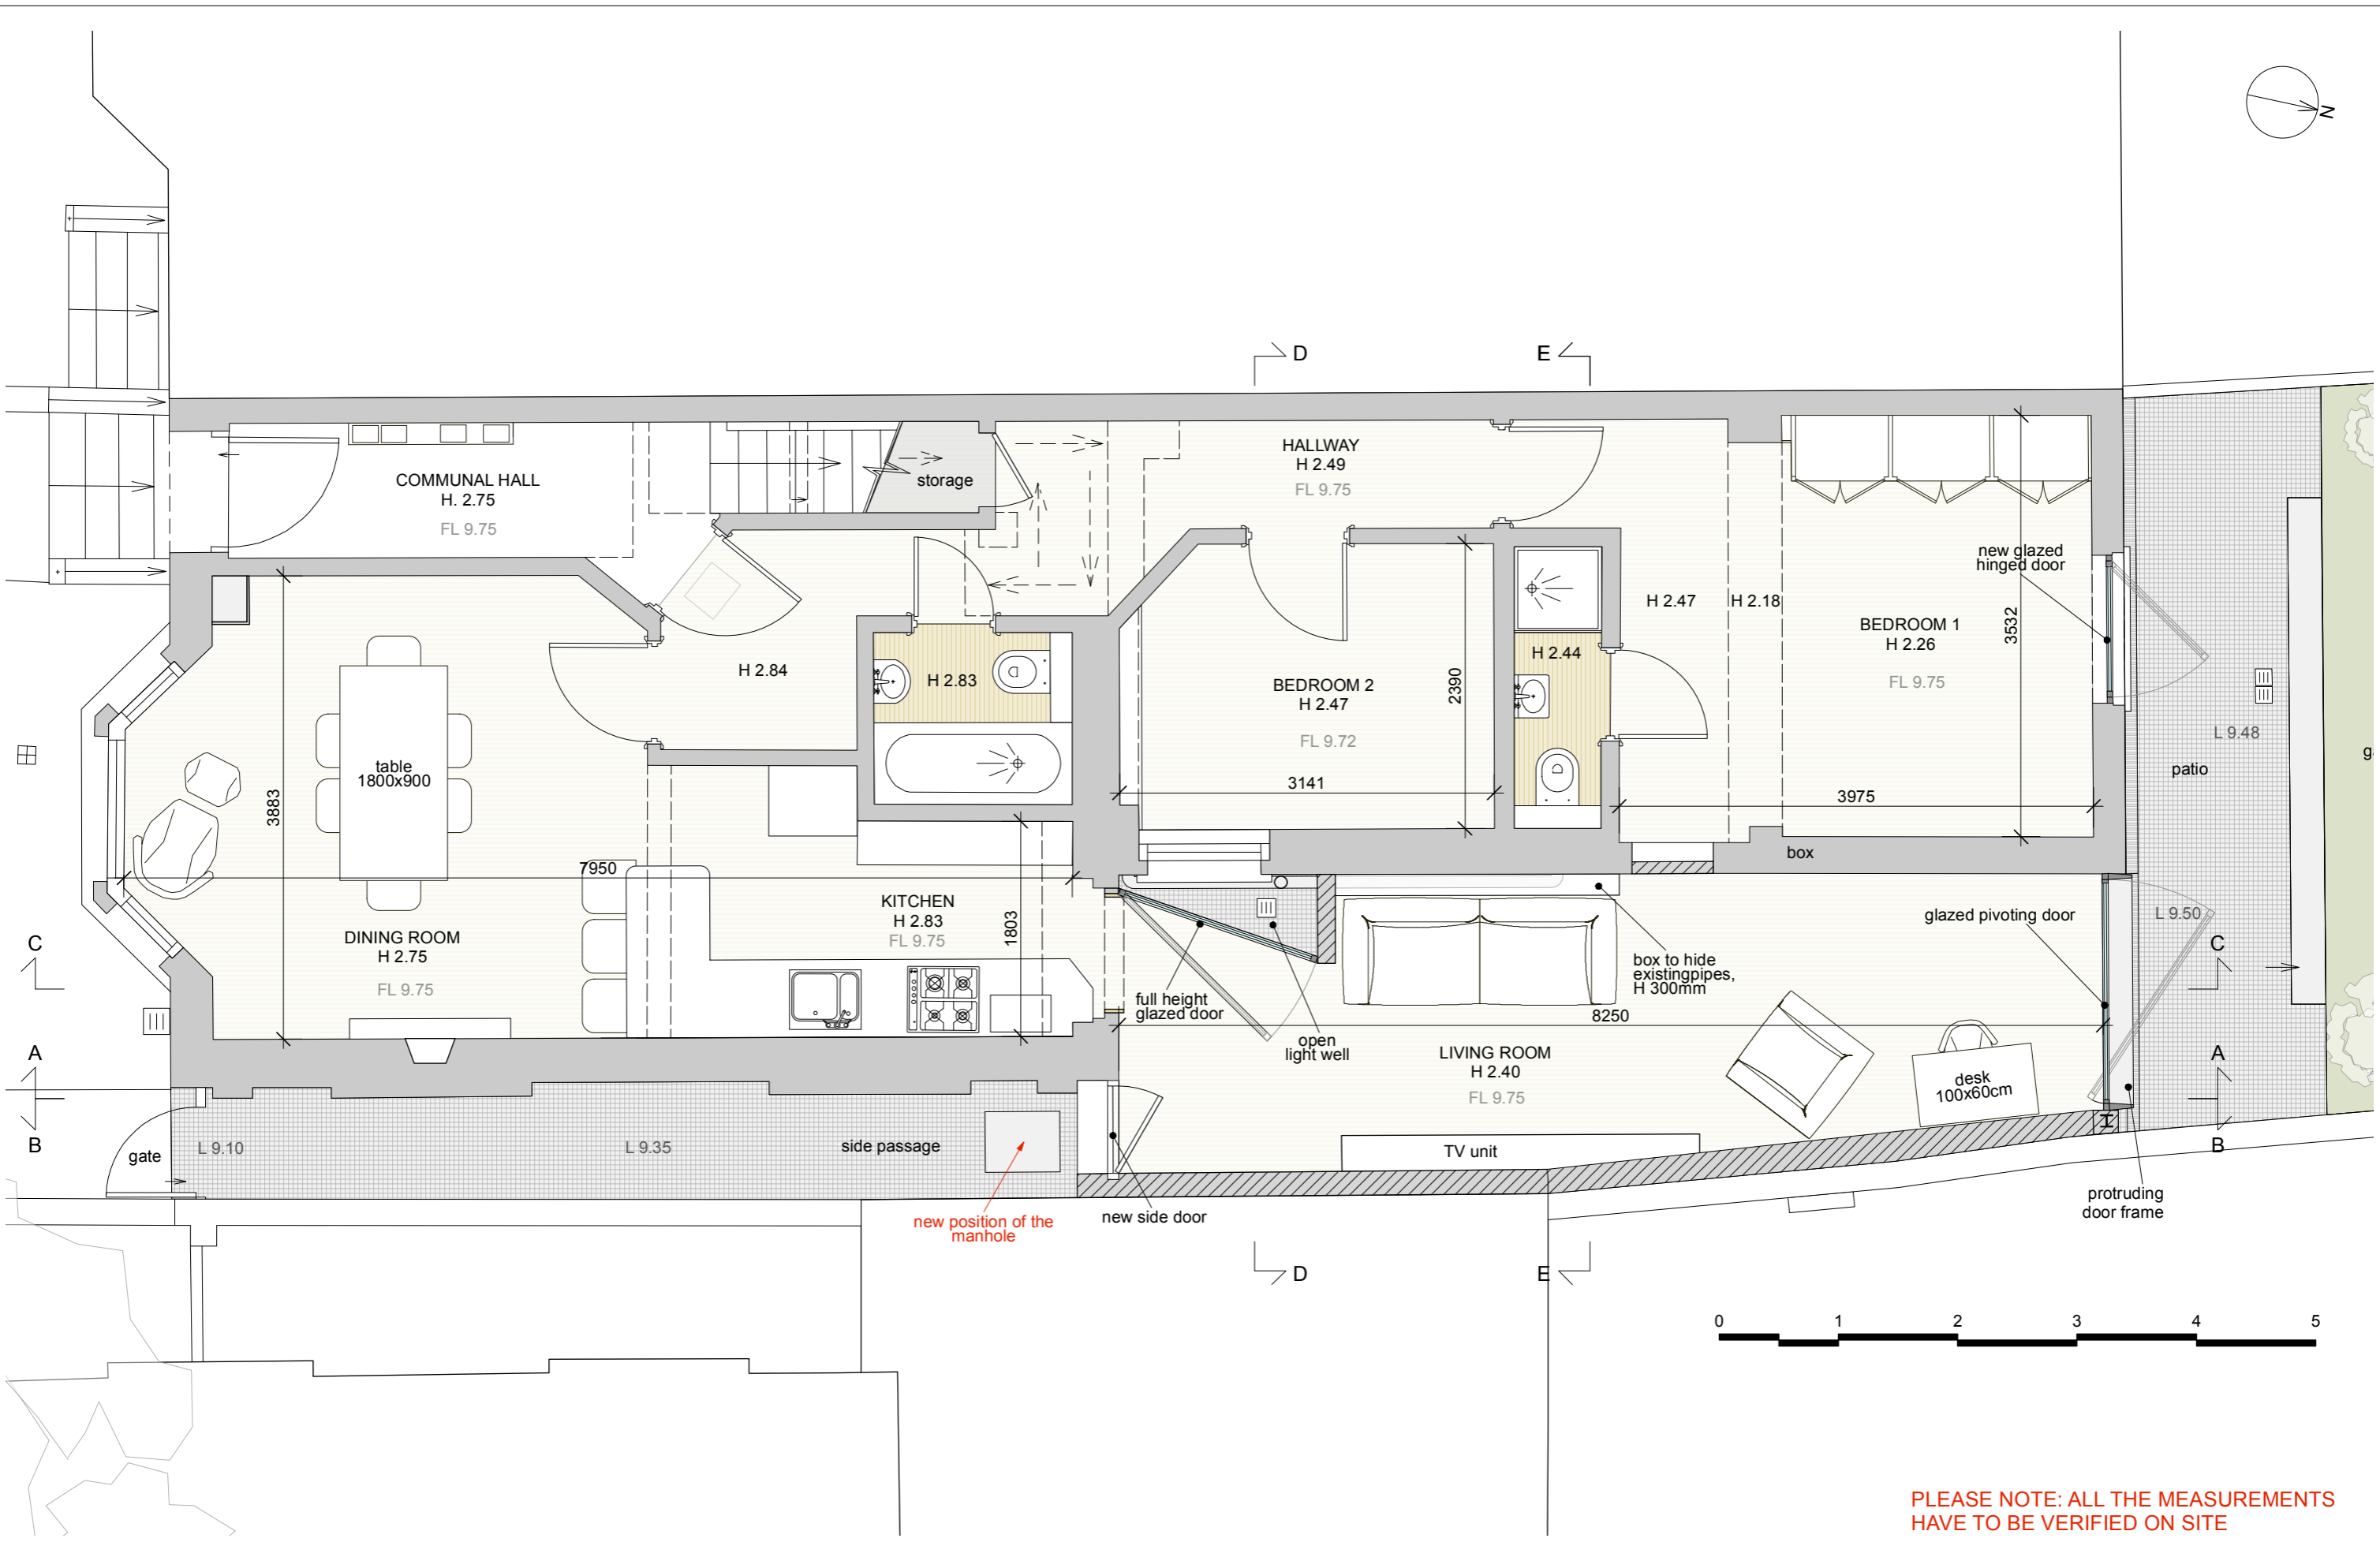 N
D
E
COMMUNAL HALL
H. 2.75
FL 9.75
storage
HALLWAY
H 2.49
FL 9.75
new glazed
hinged door
H 2.47
H 2.18
BEDROOM 1
H 2.26
FL 9.75
3532
H 2.44
H 2.84
H 2.83
BEDROOM 2
H 2.47
FL 9.72
2390
3141
3975
L 9.48
patio
g
table
1800x900
3883
7950
box
KITCHEN
H 2.83
FL 9.75
1803
DINING ROOM
H 2.75
FL 9.75
C
glazed pivoting door
L 9.50
C
box to hide
existingpipes,
H 300mm
full height
glazed door
8250
open
light well
LIVING ROOM
H 2.40
FL 9.75
desk
100x60cm
A
A
B
B
gate
L 9.10
L 9.35
side passage
TV unit
new position of the
manhole
new side door
protruding
door frame
D
E
0 1 2 3 4 5
PLEASE NOTE: ALL THE MEASUREMENTS
HAVE TO BE VERIFIED ON SITE